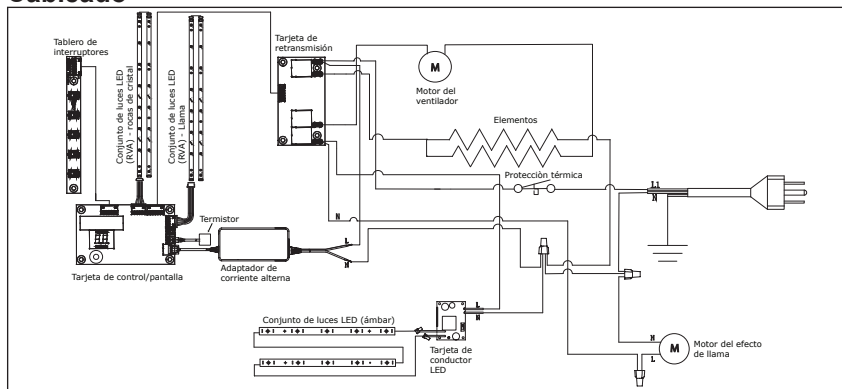 Cableado
Tablero de
interruptores
Conjunto de luces LED
(RVA) - rocas de cristal
Conjunto de luces LED
(RVA) - Llama
Tarjeta de
retransmisión
M
Motor del
ventilador
Elementos
Protecciòn térmica
L1
N
N
Termistor
L
N
Adaptador de
corriente alterna
Tarjeta de control/pantalla
Conjunto de luces LED (ámbar)
L
N
Tarjeta de
conductor
LED
N
L
M
Motor del efecto
de llama